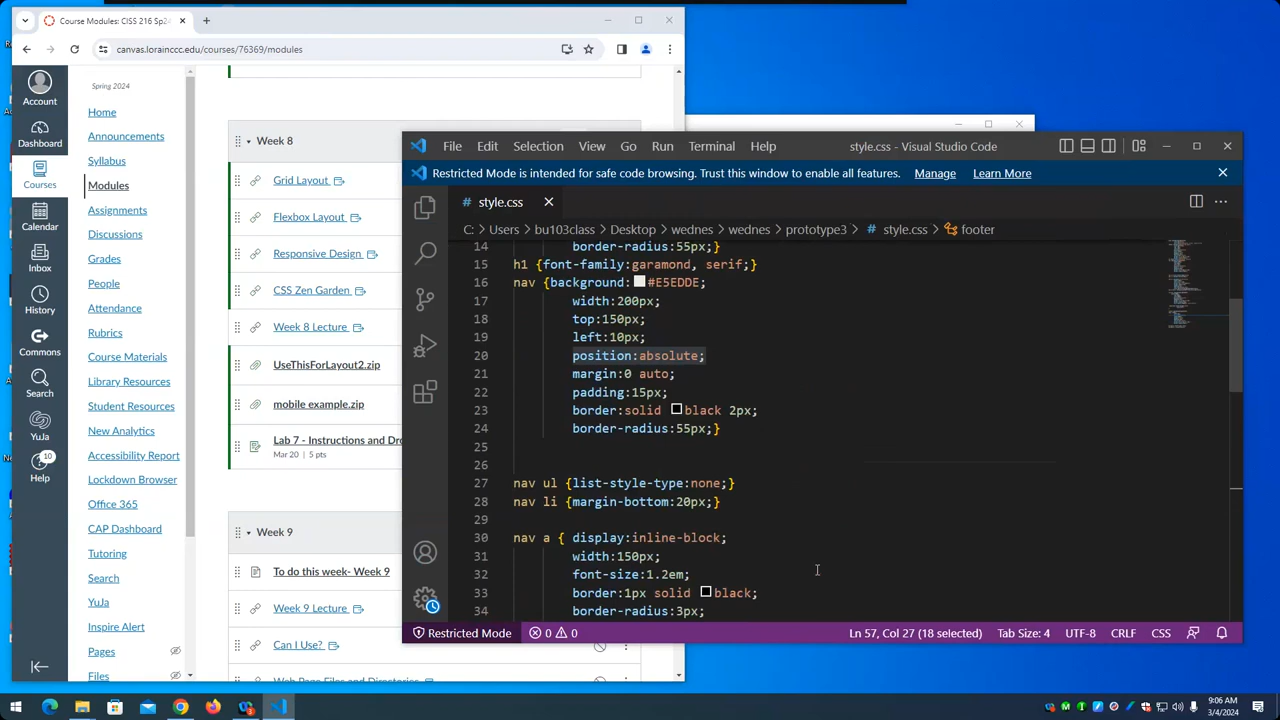 Course Modules: CISS 216 Sp24
canvas.lorainccc.edu/courses/76369/modules
Account
Dashboard
Courses
Calendar
Inbox
History
Commons
Search
YuJa
10
Help
Spring 2024
Home
Announcements
Syllabus
Modules
Assignments
Discussions
Grades
People
Attendance
Rubrics
Course Materials
Library Resources
Student Resources
New Analytics
Accessibility Report
Lockdown Browser
Office 365
CAP Dashboard
Tutoring
Search
YuJa
Inspire Alert
Pages
Files
Week 8
Grid Layout
Flexbox Layout
Responsive Design
CSS Zen Garden
Week 8 Lecture
UseThisForLayout2.zip
mobile example.zip
Lab 7 - Instructions and Dro
Mar 20 | 5 pts
Week 9
To do this week- Week 9
Week 9 Lecture
Can I Use?
Web Page Files and Directories
File Edit Selection View Go Run Terminal Help
style.css - Visual Studio Code
Restricted Mode is intended for safe code browsing. Trust this window to enable all features. Manage Learn More
style.css
C: > Users > bu103class > Desktop > wednes > wednes > prototype3 > style.css > footer
14 border-radius:55px;}
15 h1 {font-family:garamond, serif;}
16 nav {background:#E5EDDE;
17 width:200px;
18 top:150px;
19 left:10px;
20 position:absolute;
21 margin:0 auto;
22 padding:15px;
23 border:solid black 2px;
24 border-radius:55px;}
25
26
27 nav ul {list-style-type:none;}
28 nav li {margin-bottom:20px;}
29
30 nav a { display:inline-block;
31 width:150px;
32 font-size:1.2em;
33 border:1px solid black;
34 border-radius:3px;
Restricted Mode 0 0 Ln 57, Col 27 (18 selected) Tab Size: 4 UTF-8 CRLF CSS
9:06 AM
3/4/2024